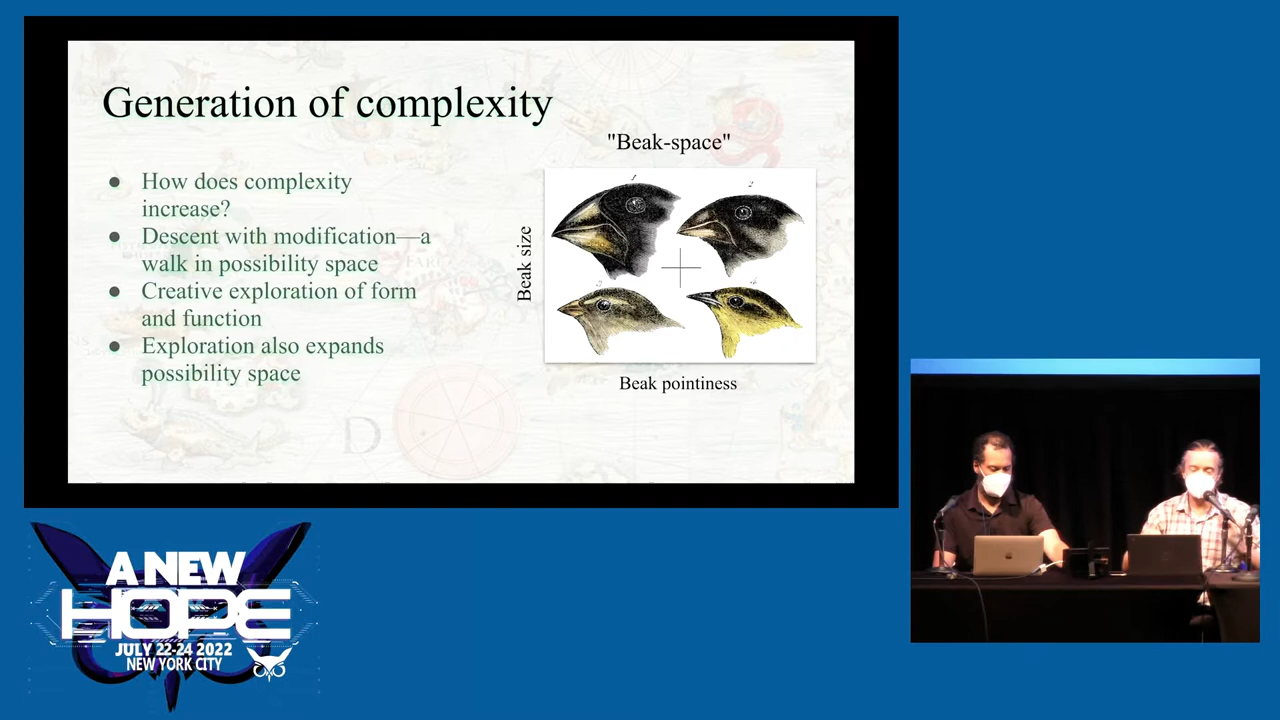 Generation of complexity
● How does complexity
increase?
● Descent with modification—a
walk in possibility space
● Creative exploration of form
and function
● Exploration also expands
possibility space
"Beak-space"
Beak size
1
2
Beak pointiness
D
A NEW
HOPE
JULY 22-24 2022
NEW YORK CITY